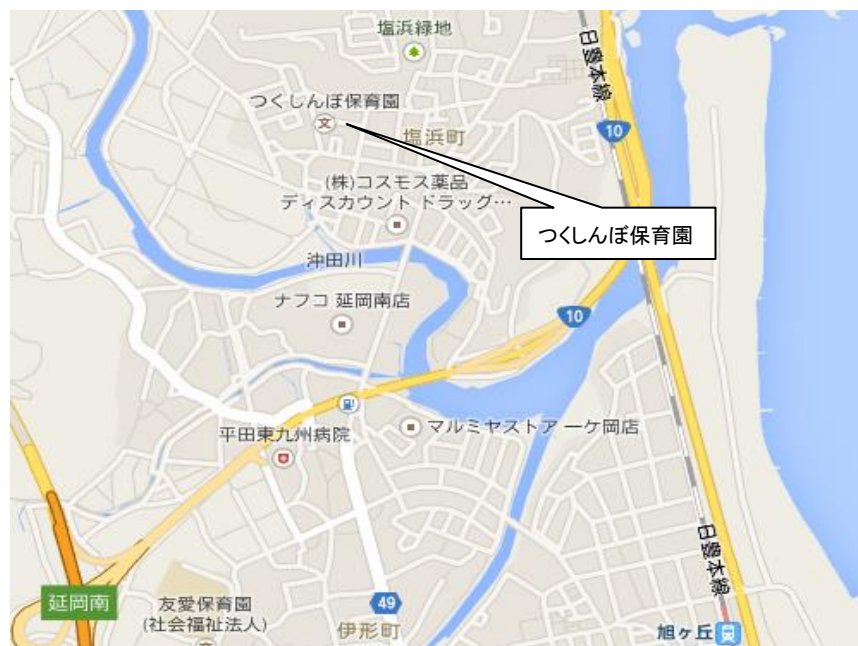 塩浜緑地
日豊本線
つくしんぼ保育園
10
塩浜町
(株)コスモス薬品
ディスカウント ドラッグ…
つくしんぼ保育園
沖田川
ナフコ 延岡南店
10
平田東九州病院
マルミヤストア 一ケ岡店
日豊本線
延岡南
友愛保育園
(社会福祉法人)
49
伊形町
旭ヶ丘